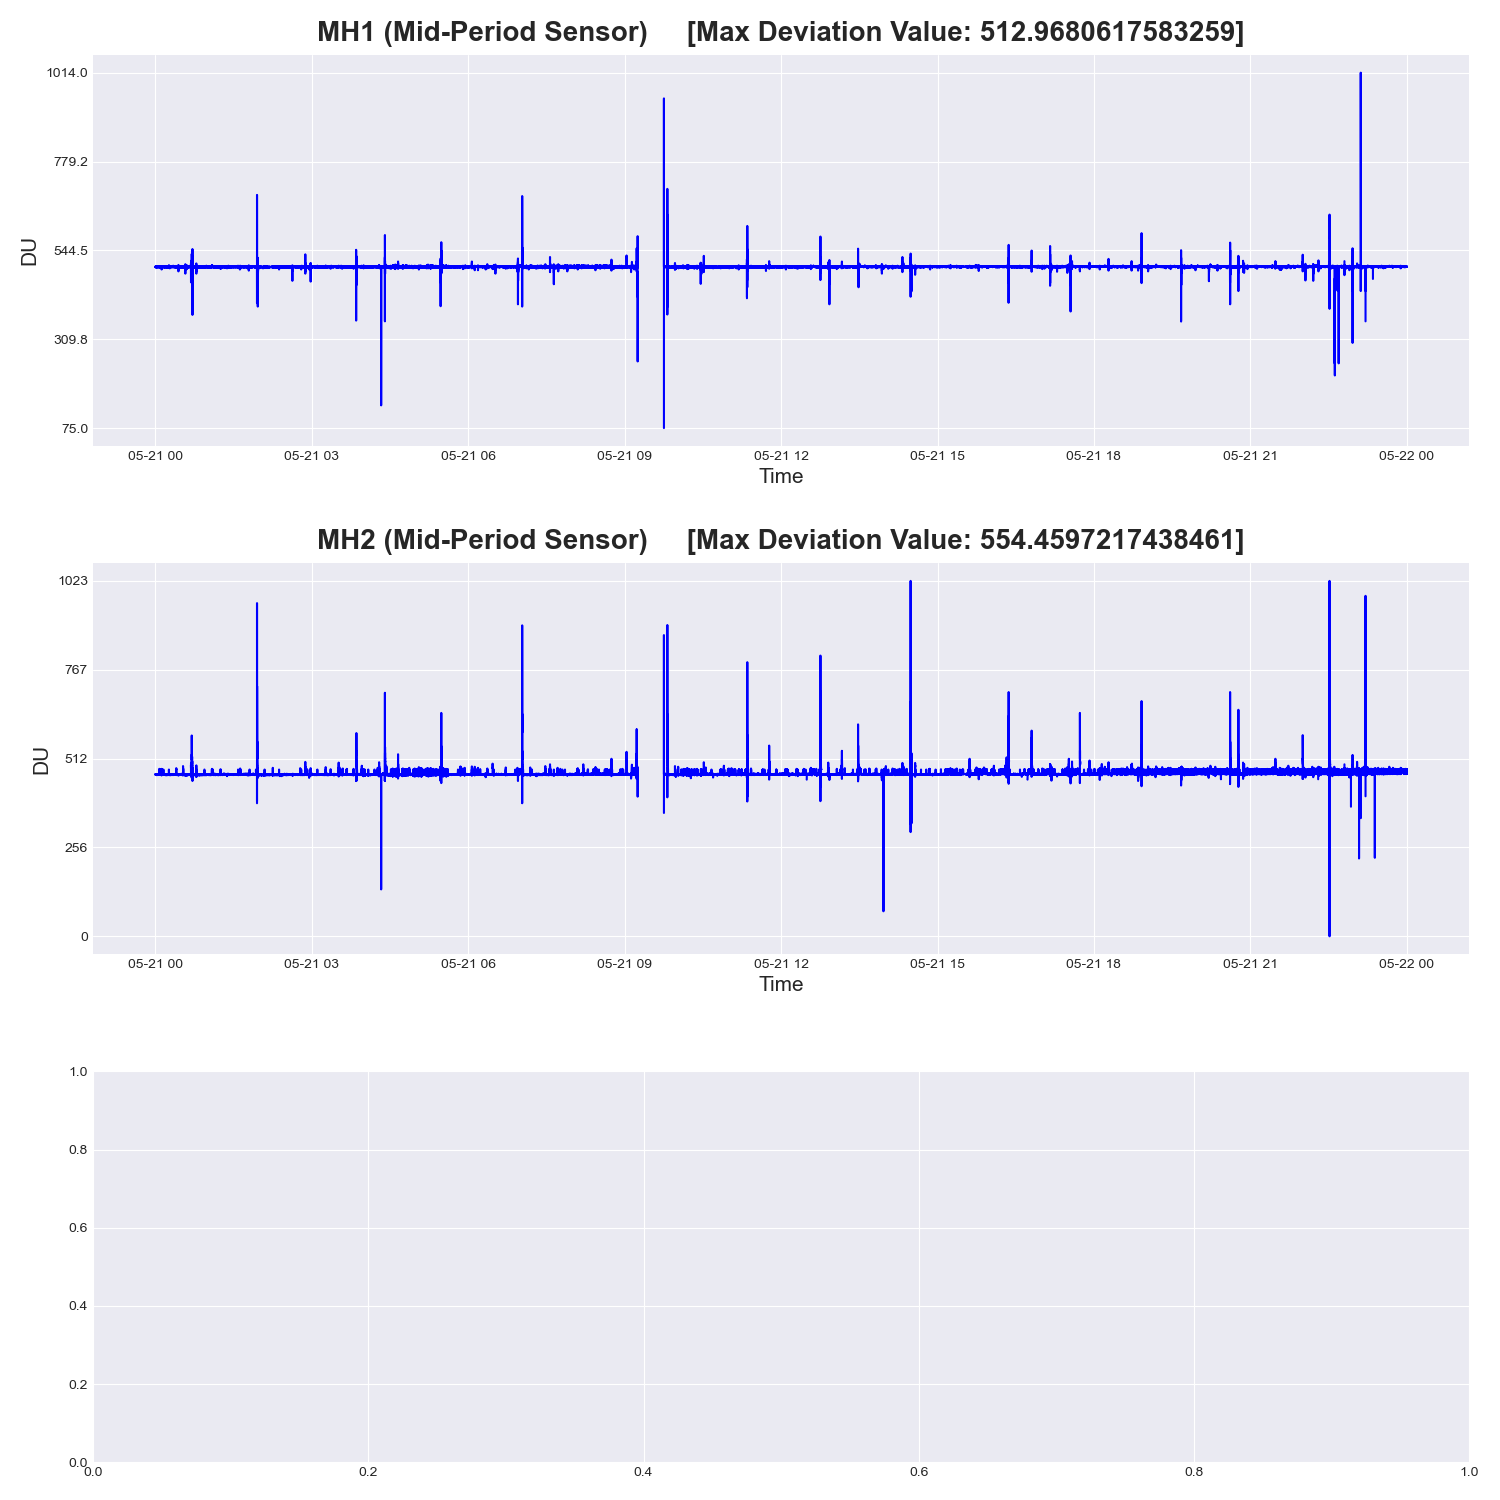 MH1 (Mid-Period Sensor) [Max Deviation Value: 512.9680617583259]
1014.0
779.2
544.5
309.8
75.0
DU
05-21 00 05-21 03 05-21 06 05-21 09 05-21 12 05-21 15 05-21 18 05-21 21 05-22 00
Time
MH2 (Mid-Period Sensor) [Max Deviation Value: 554.4597217438461]
1023
767
512
256
0
DU
05-21 00 05-21 03 05-21 06 05-21 09 05-21 12 05-21 15 05-21 18 05-21 21 05-22 00
Time
1.0
0.8
0.6
0.4
0.2
0.0
0.0 0.2 0.4 0.6 0.8 1.0